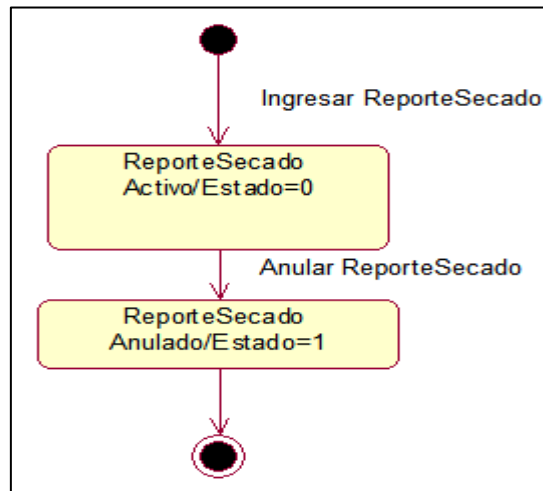 Ingresar ReporteSecado
ReporteSecado
Activo/Estado=0
Anular ReporteSecado
ReporteSecado
Anulado/Estado=1